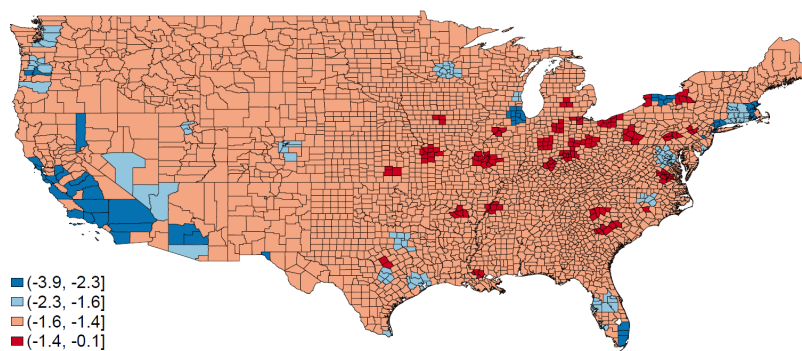 (-3.9, -2.3]
(-2.3, -1.6]
(-1.6, -1.4]
(-1.4, -0.1]